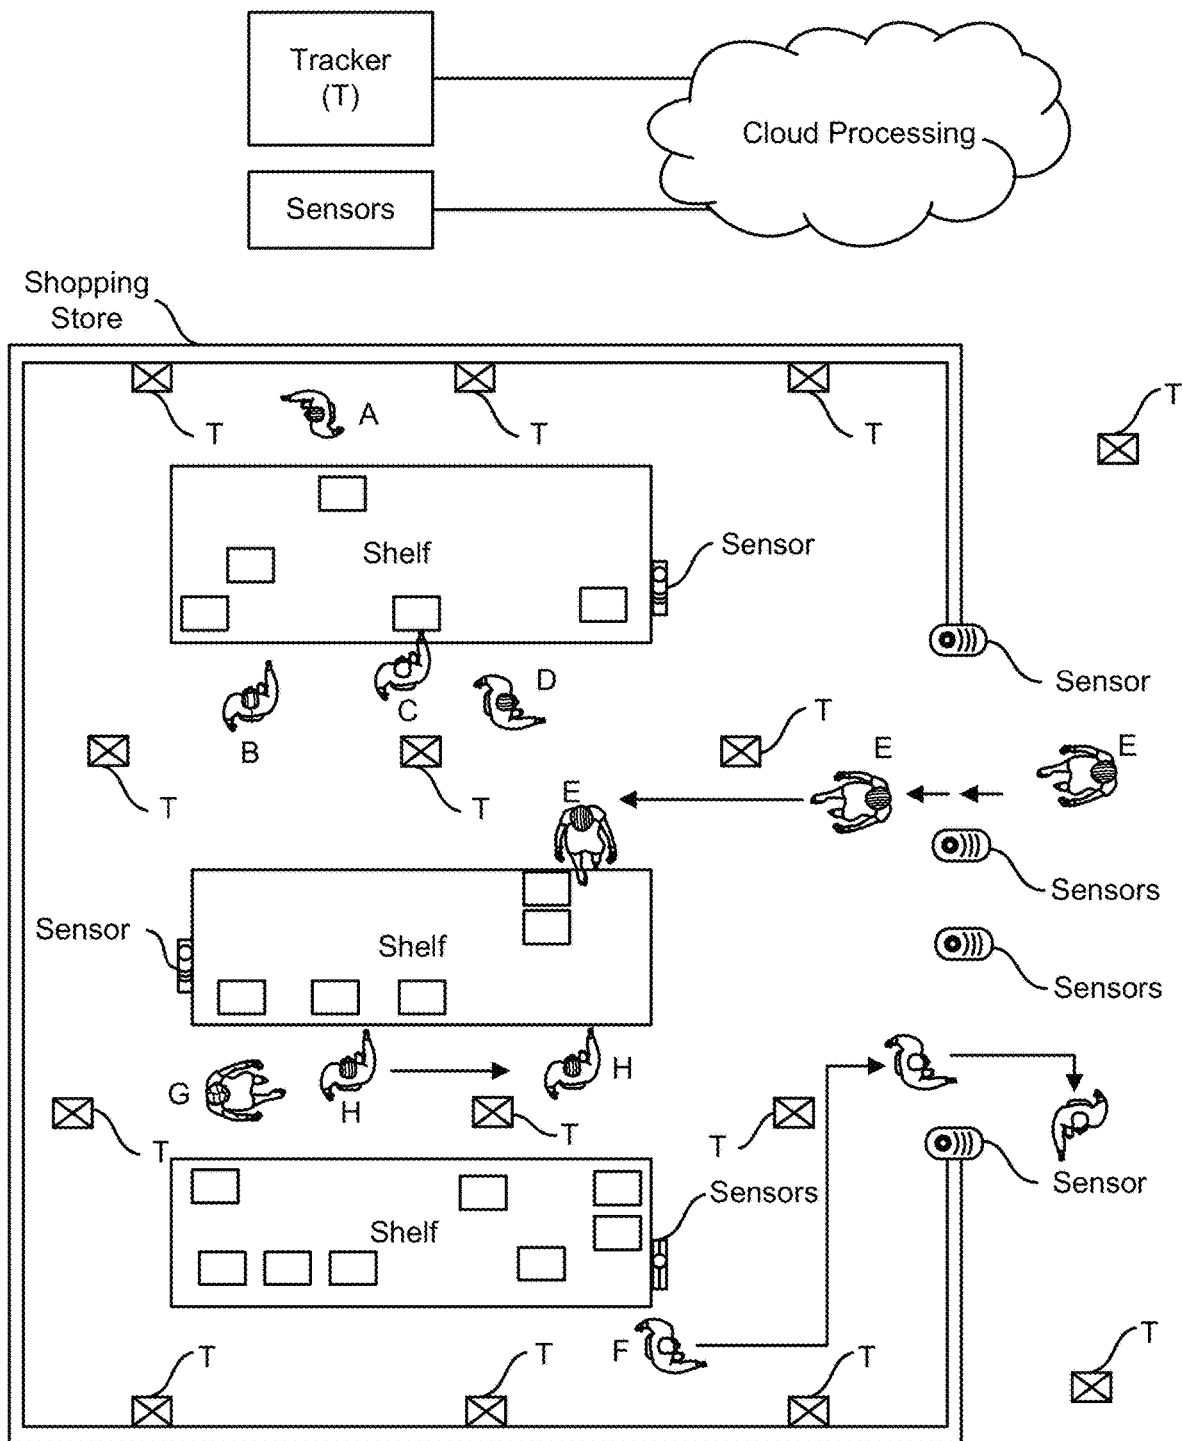 Tracker
(T)
Cloud Processing
Sensors
Shopping
Store
T
A
T
T
T
Shelf
Sensor
Sensor
D
C
B
T
E
E
E
T
T
Sensors
Sensor
Shelf
Sensors
H
G
H
T
T
T
Sensor
Sensors
Shelf
T
F
T
T
T